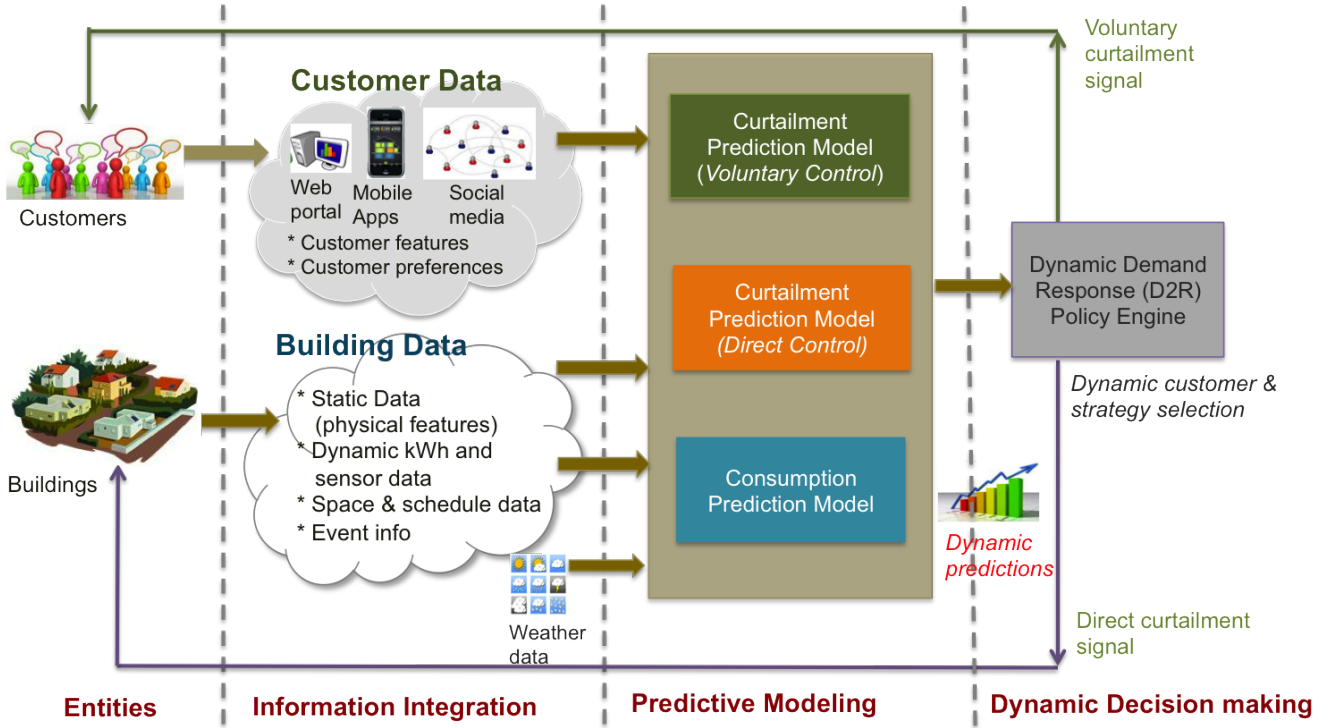 Voluntary
curtailment
signal
Customer Data
Web
portal
Mobile
Apps
Social
media
* Customer features
* Customer preferences
Customers
Curtailment
Prediction Model
(Voluntary Control)
Curtailment
Prediction Model
(Direct Control)
Consumption
Prediction Model
Dynamic Demand
Response (D2R)
Policy Engine
Dynamic customer &
strategy selection
Building Data
* Static Data
(physical features)
* Dynamic kWh and
sensor data
* Space & schedule data
* Event info
Buildings
Weather
data
Dynamic
predictions
Direct curtailment
signal
Entities
Information Integration
Predictive Modeling
Dynamic Decision making